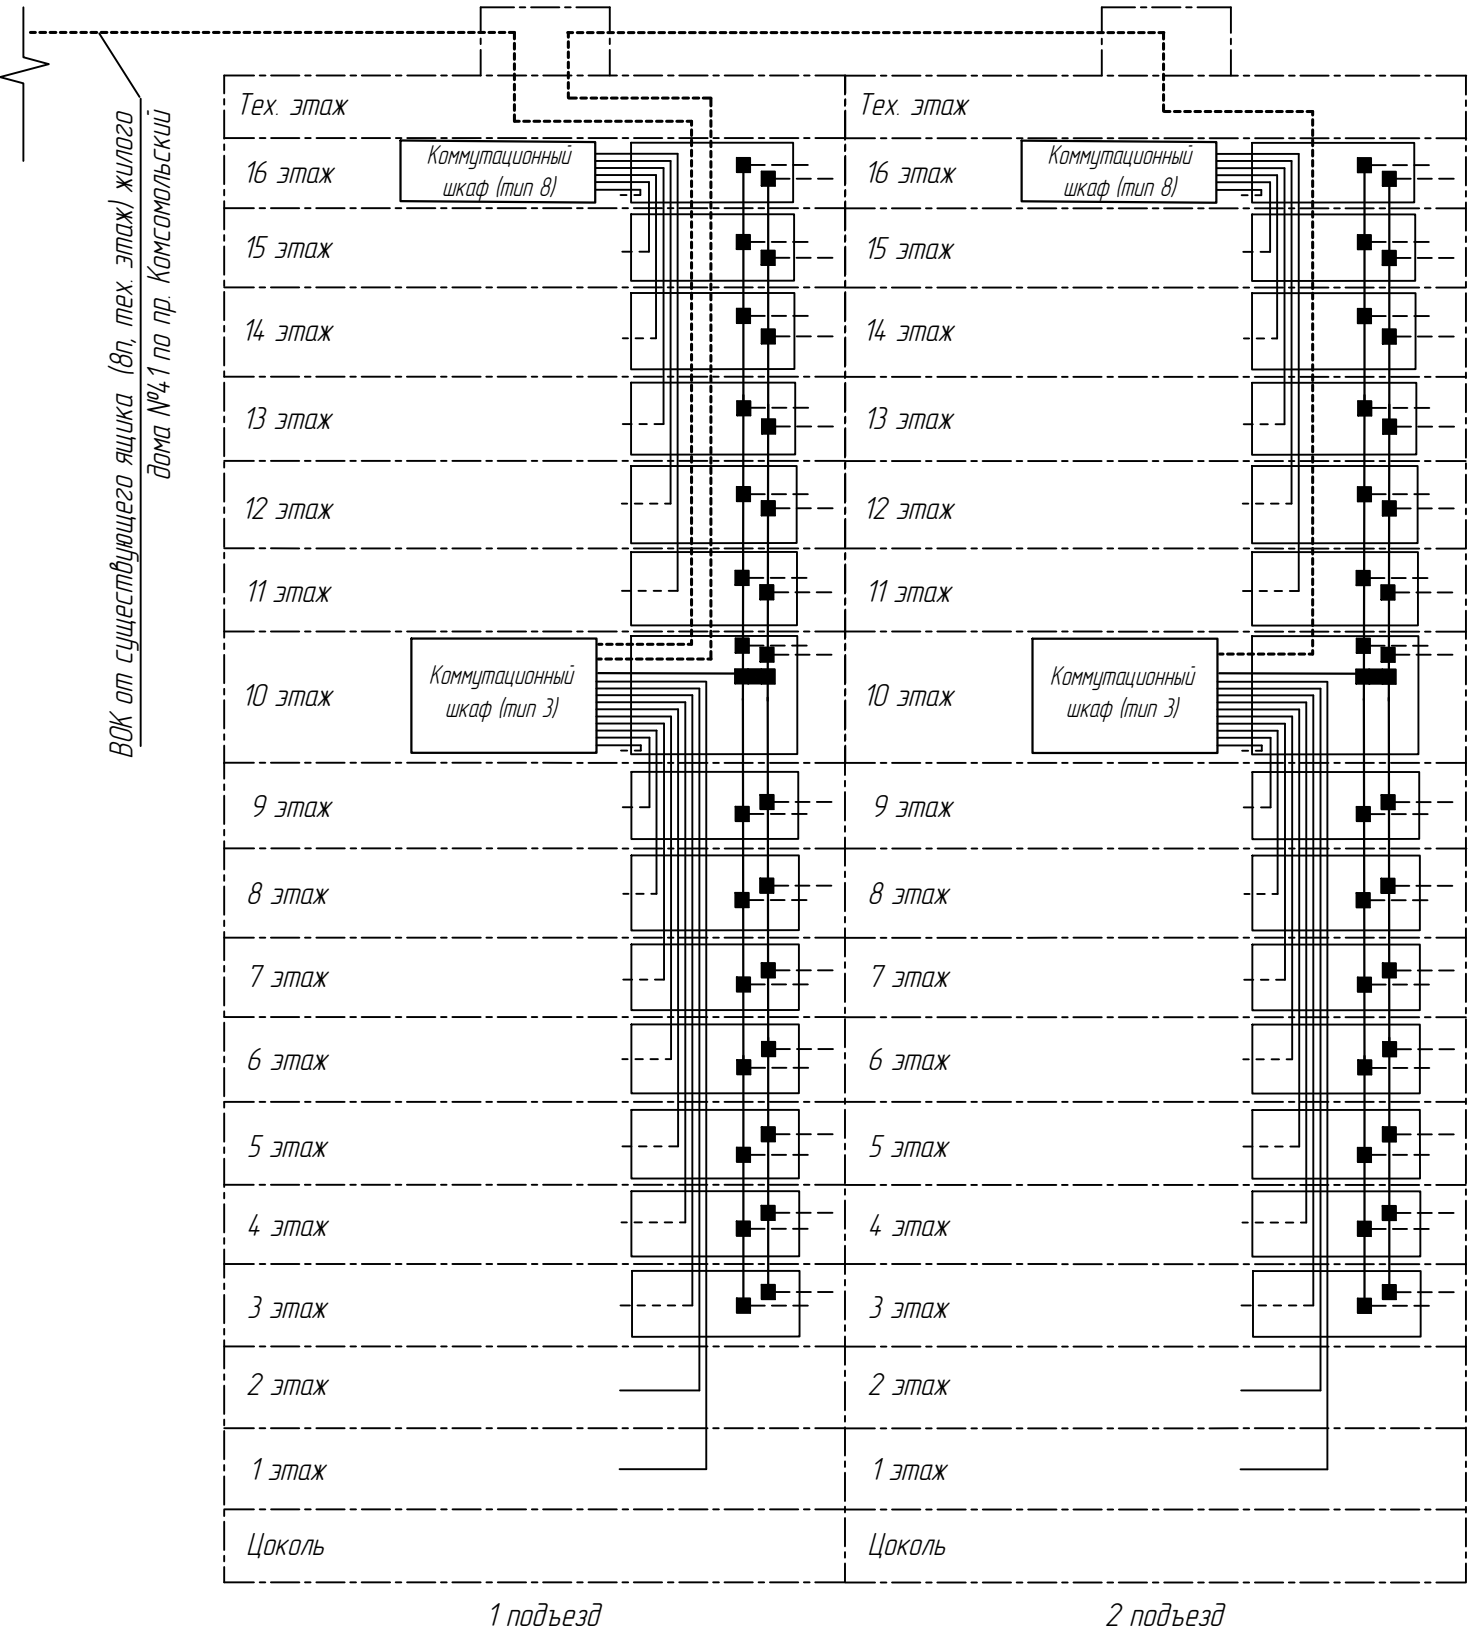 ВОК от существующего ящика (8п, тех. этаж) жилого
дома №41 по пр. Комсомольский
Тех. этаж
16 этаж
Коммутационный
шкаф (тип 8)
15 этаж
14 этаж
13 этаж
12 этаж
11 этаж
10 этаж
Коммутационный
шкаф (тип 3)
9 этаж
8 этаж
7 этаж
6 этаж
5 этаж
4 этаж
3 этаж
2 этаж
1 этаж
Цоколь
1 подъезд
Тех. этаж
16 этаж
Коммутационный
шкаф (тип 8)
15 этаж
14 этаж
13 этаж
12 этаж
11 этаж
10 этаж
Коммутационный
шкаф (тип 3)
9 этаж
8 этаж
7 этаж
6 этаж
5 этаж
4 этаж
3 этаж
2 этаж
1 этаж
Цоколь
2 подъезд